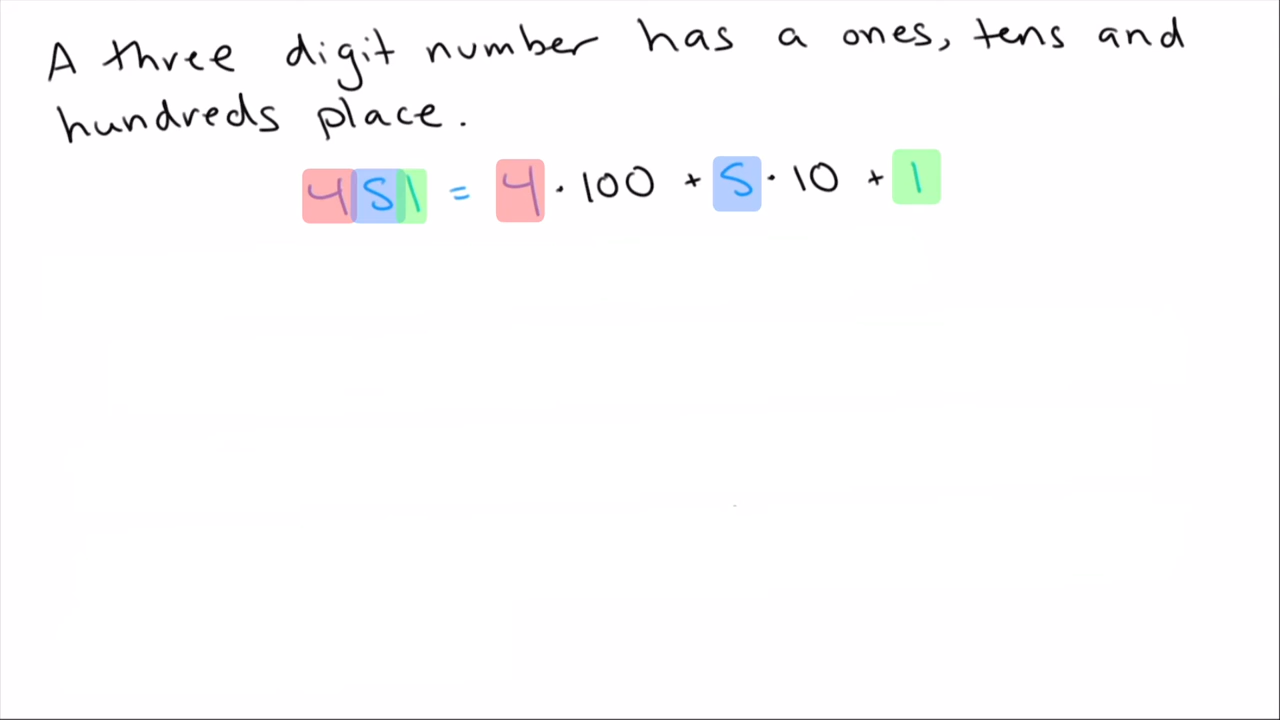 A three digit number has a ones, tens and
hundreds place.
451 = 4 · 100 + 5 · 10 + 1